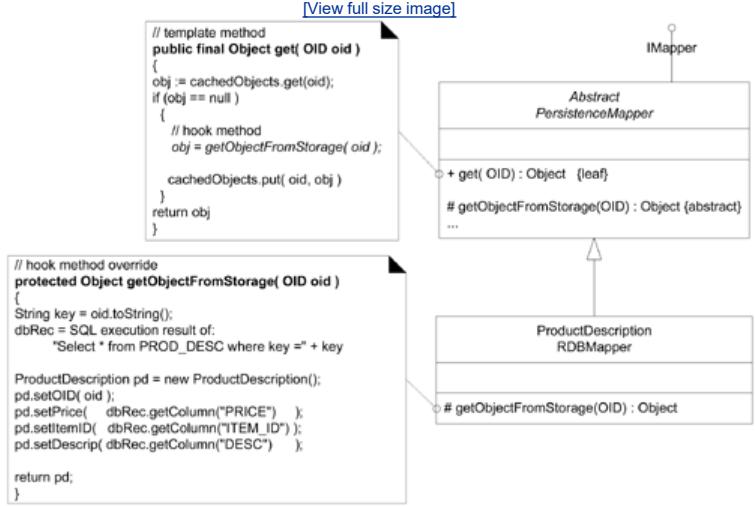 [View full size image]
// template method
public final Object get( OID oid )
{
obj := cachedObjects.get(oid);
if (obj == null )
{
// hook method
obj = getObjectFromStorage( oid );
cachedObjects.put( oid, obj )
}
return obj
}
IMapper
Abstract
PersistenceMapper
+ get( OID) : Object {leaf}
# getObjectFromStorage(OID) : Object {abstract}
...
// hook method override
protected Object getObjectFromStorage( OID oid )
{
String key = oid.toString();
dbRec = SQL execution result of:
"Select * from PROD_DESC where key =" + key
ProductDescription pd = new ProductDescription();
pd.setOID( oid );
pd.setPrice( dbRec.getColumn("PRICE") );
pd.setItemID( dbRec.getColumn("ITEM_ID") );
pd.setDescrip( dbRec.getColumn("DESC") );
return pd;
}
ProductDescription
RDBMapper
# getObjectFromStorage(OID) : Object